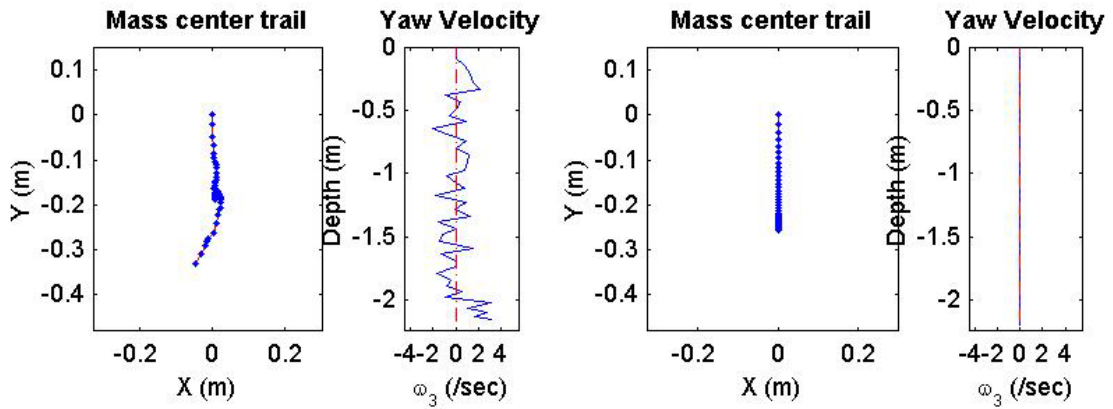 Mass center trail
Yaw Velocity
Mass center trail
Yaw Velocity
0.1
0
-0.1
-0.2
-0.3
-0.4
Y (m)
-0.2
0
0.2
X (m)
0
-0.5
-1
-1.5
-2
Depth (m)
-4-2 0 2 4
ω_3 (/sec)
0.1
0
-0.1
-0.2
-0.3
-0.4
Y (m)
-0.2
0
0.2
X (m)
0
-0.5
-1
-1.5
-2
Depth (m)
-4-2 0 2 4
ω_3 (/sec)